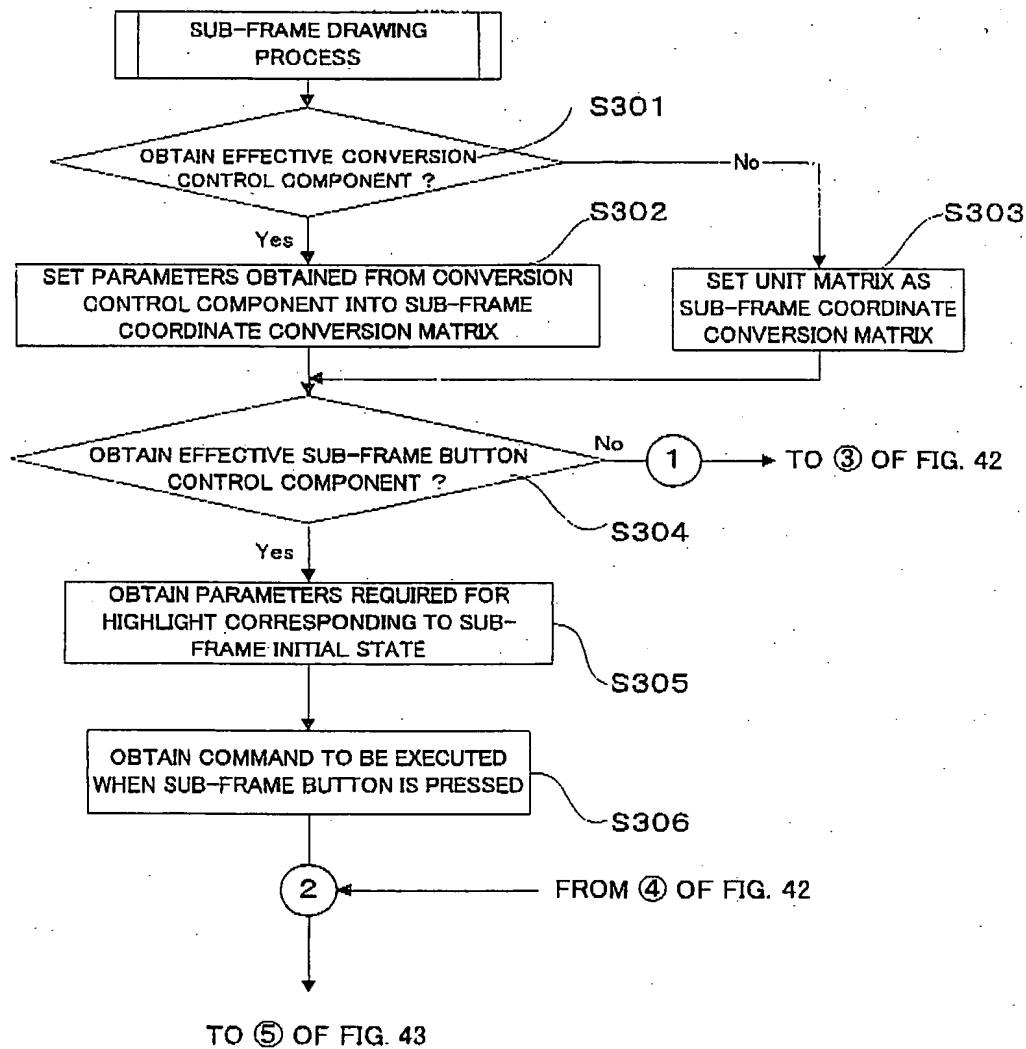 SUB-FRAME DRAWING
PROCESS
S301
OBTAIN EFFECTIVE CONVERSION
CONTROL COMPONENT ?
No
Yes
S302
S303
SET PARAMETERS OBTAINED FROM CONVERSION
CONTROL COMPONENT INTO SUB-FRAME
COORDINATE CONVERSION MATRIX
SET UNIT MATRIX AS
SUB-FRAME COORDINATE
CONVERSION MATRIX
OBTAIN EFFECTIVE SUB-FRAME BUTTON
CONTROL COMPONENT ?
No
1
TO ③ OF FIG. 42
S304
Yes
OBTAIN PARAMETERS REQUIRED FOR
HIGHLIGHT CORRESPONDING TO SUB-
FRAME INITIAL STATE
S305
OBTAIN COMMAND TO BE EXECUTED
WHEN SUB-FRAME BUTTON IS PRESSED
S306
2
FROM ④ OF FIG. 42
TO ⑤ OF FIG. 43